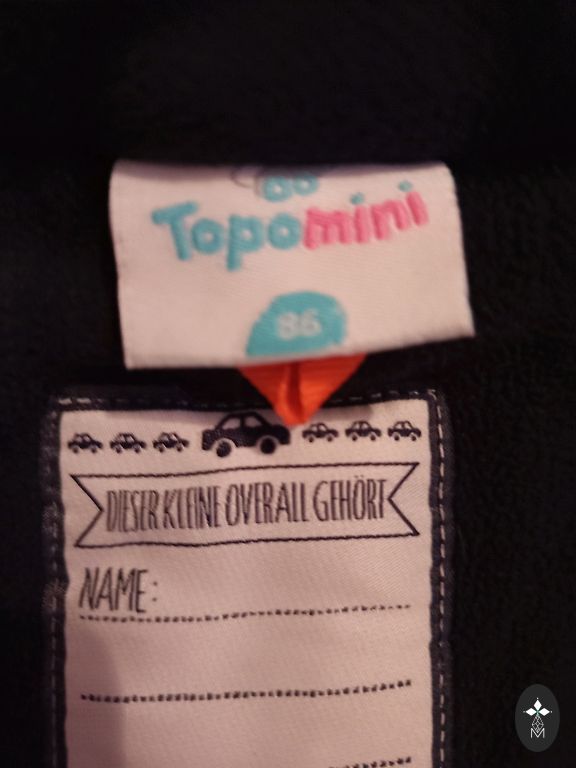 Topomini
86
DIESER KLEINE OVERALL GEHÖRT
NAME: